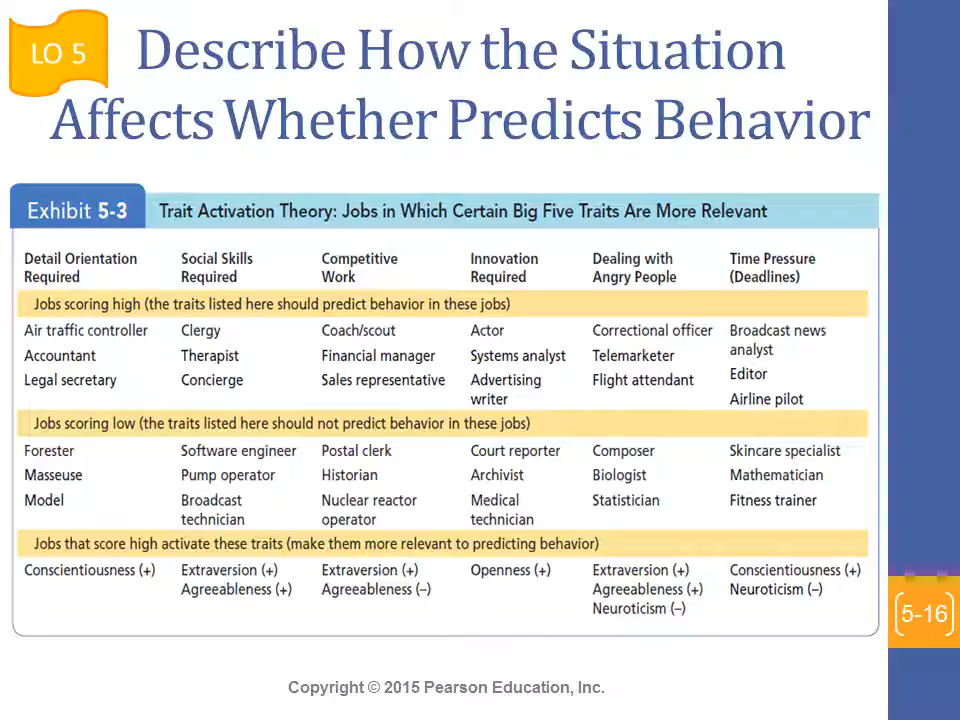 LO 5
Describe How the Situation
Affects Whether Predicts Behavior
Exhibit 5-3
Trait Activation Theory: Jobs in Which Certain Big Five Traits Are More Relevant
Detail Orientation Required
Social Skills Required
Competitive Work
Innovation Required
Dealing with Angry People
Time Pressure (Deadlines)
Jobs scoring high (the traits listed here should predict behavior in these jobs)
Air traffic controller
Clergy
Coach/scout
Actor
Correctional officer
Broadcast news analyst
Accountant
Therapist
Financial manager
Systems analyst
Telemarketer
Editor
Legal secretary
Concierge
Sales representative
Advertising writer
Flight attendant
Airline pilot
Jobs scoring low (the traits listed here should not predict behavior in these jobs)
Forester
Software engineer
Postal clerk
Court reporter
Composer
Skincare specialist
Masseuse
Pump operator
Historian
Archivist
Biologist
Mathematician
Model
Broadcast technician
Nuclear reactor operator
Medical technician
Statistician
Fitness trainer
Jobs that score high activate these traits (make them more relevant to predicting behavior)
Conscientiousness (+)
Extraversion (+)
Agreeableness (+)
Extraversion (+)
Agreeableness (–)
Openness (+)
Extraversion (+)
Agreeableness (+)
Neuroticism (–)
Conscientiousness (+)
Neuroticism (–)
5-16
Copyright © 2015 Pearson Education, Inc.